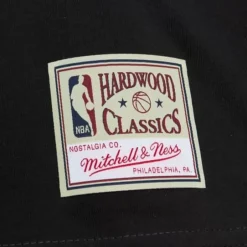 HARDWOOD
NBA
CLASSICS
NOSTALGIA CO.
Mitchell & Ness
PHILADELPHIA, PA.